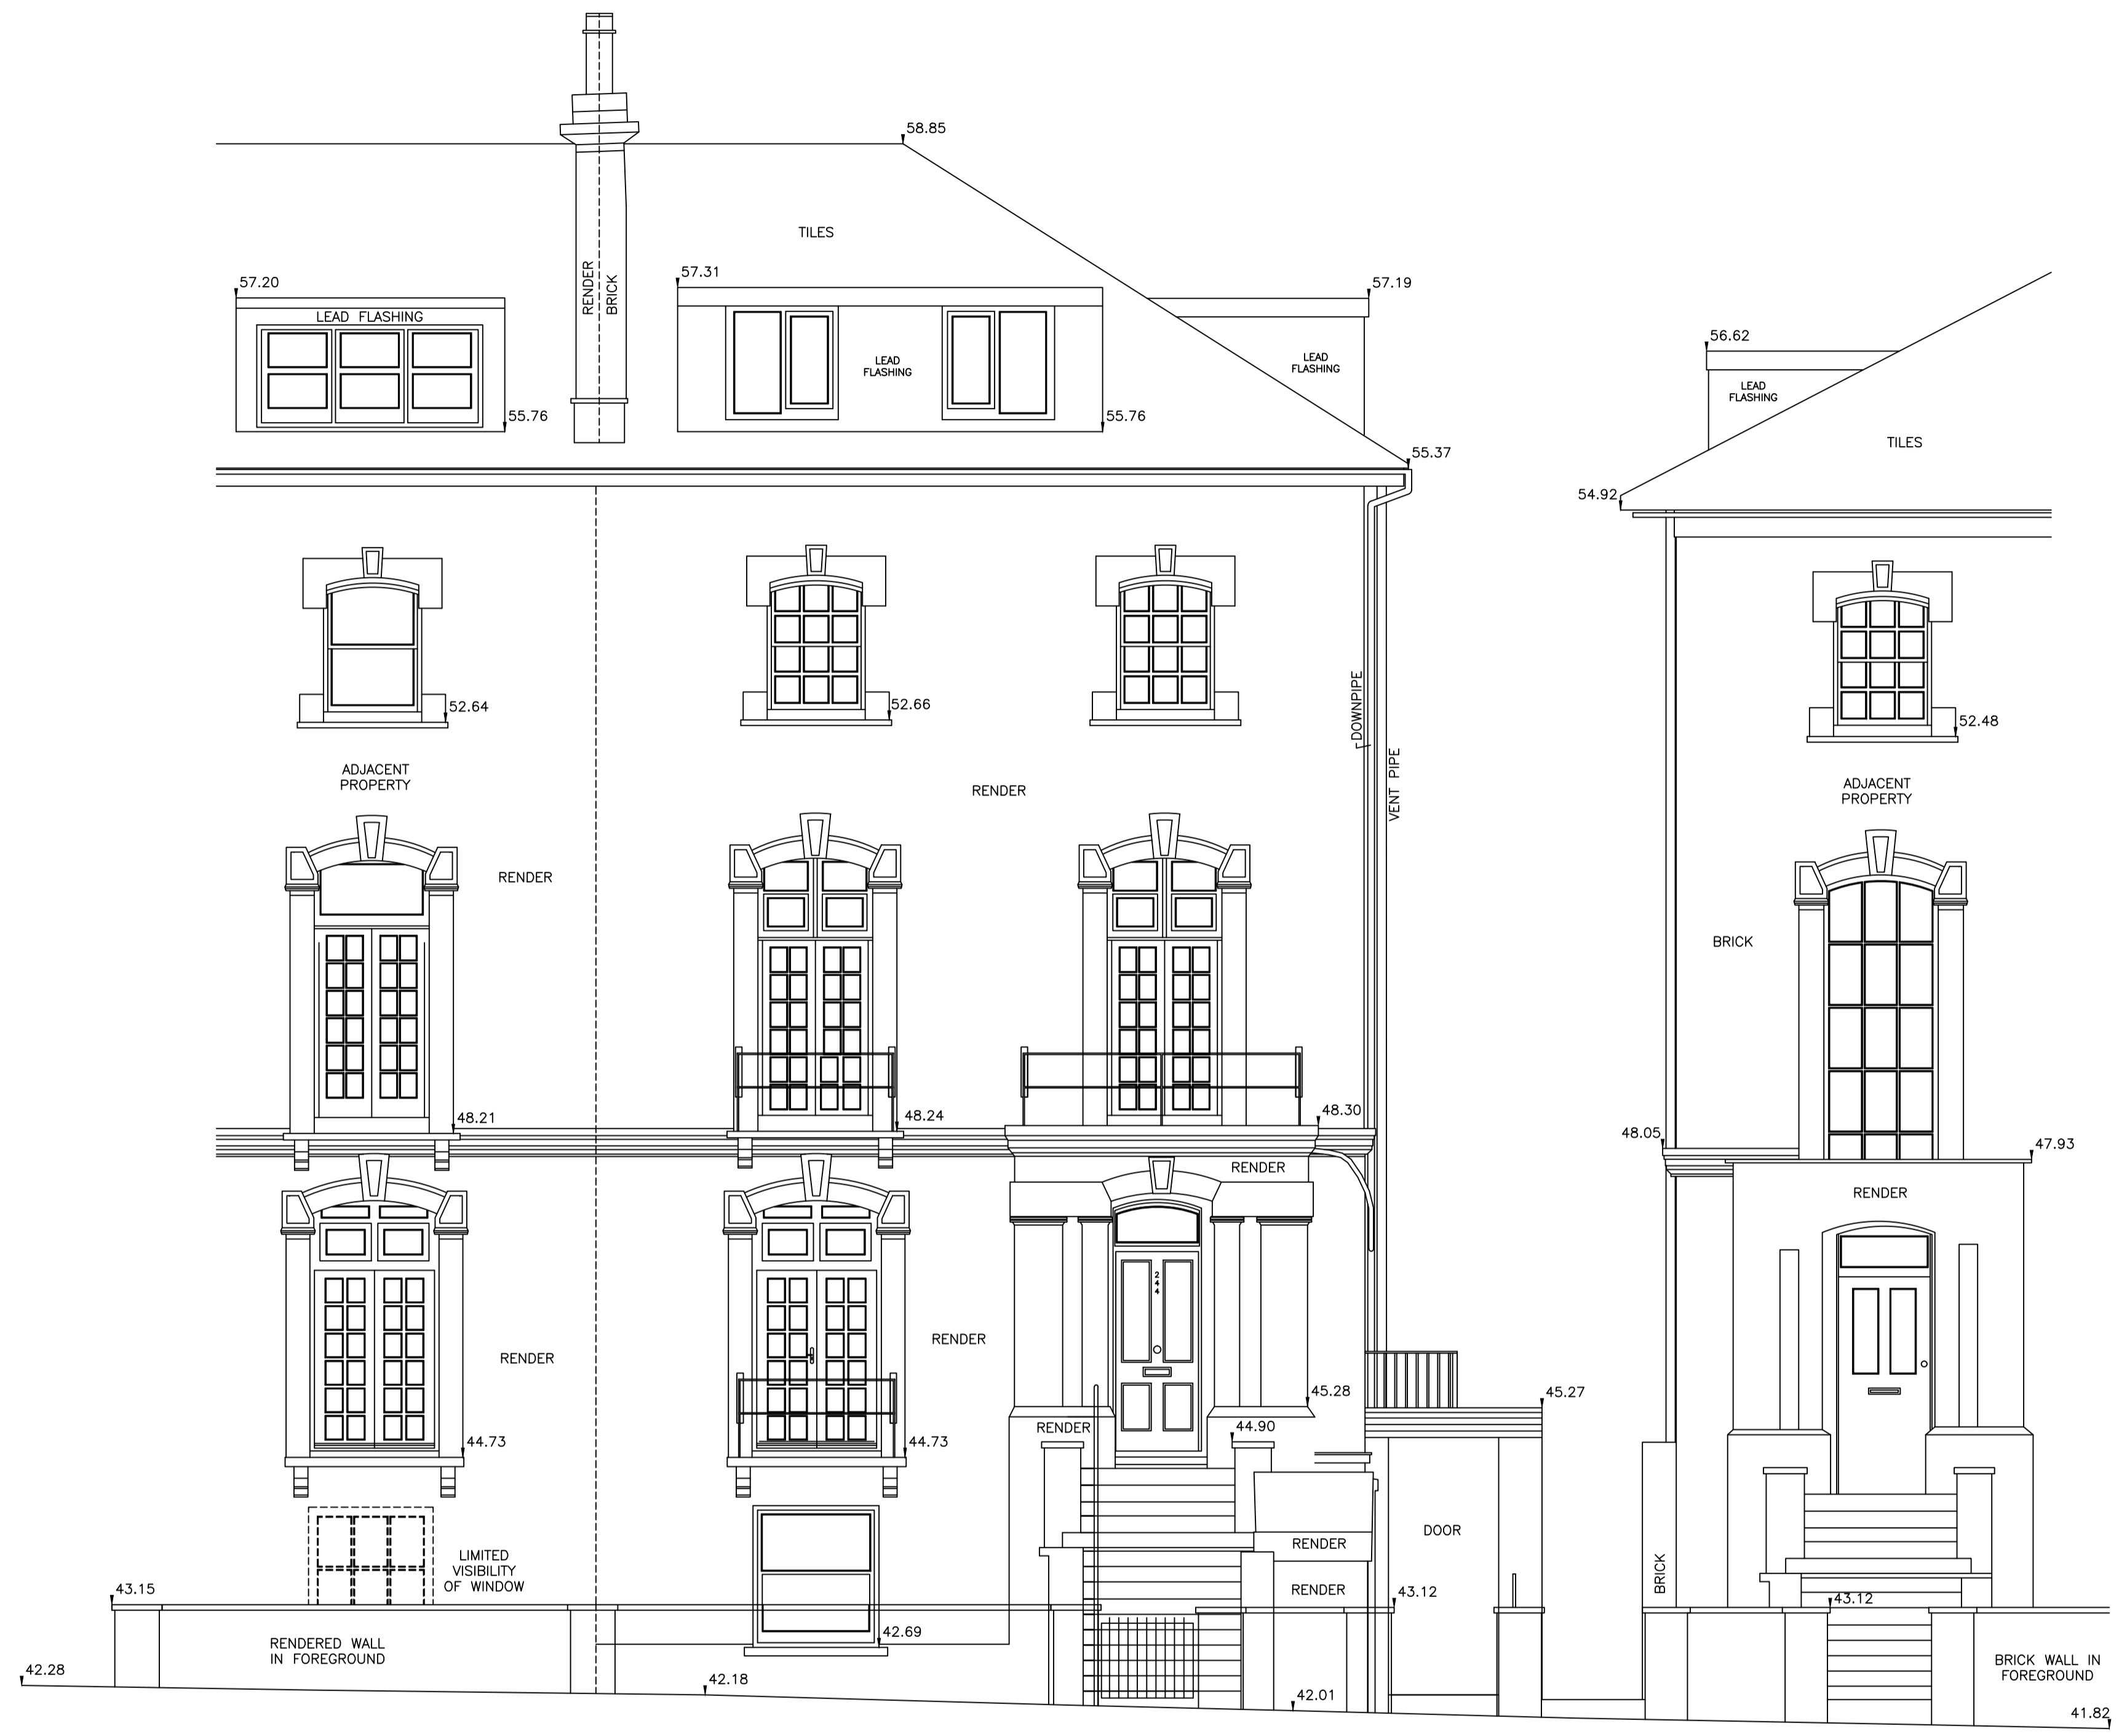 58.85
TILES
57.20
57.31
57.19
RENDER
BRICK
LEAD FLASHING
LEAD
FLASHING
LEAD
FLASHING
56.62
LEAD
FLASHING
55.76
55.76
TILES
55.37
54.92
52.64
52.66
DOWNPIPE
52.48
ADJACENT
PROPERTY
RENDER
VENT PIPE
ADJACENT
PROPERTY
RENDER
BRICK
48.21
48.24
48.30
48.05
47.93
RENDER
RENDER
244
RENDER
RENDER
45.28
45.27
RENDER
44.90
44.73
44.73
DOOR
RENDER
LIMITED
VISIBILITY
OF WINDOW
BRICK
43.15
RENDER
43.12
43.12
42.69
RENDERED WALL
IN FOREGROUND
BRICK WALL IN
FOREGROUND
42.28
42.18
42.01
41.82